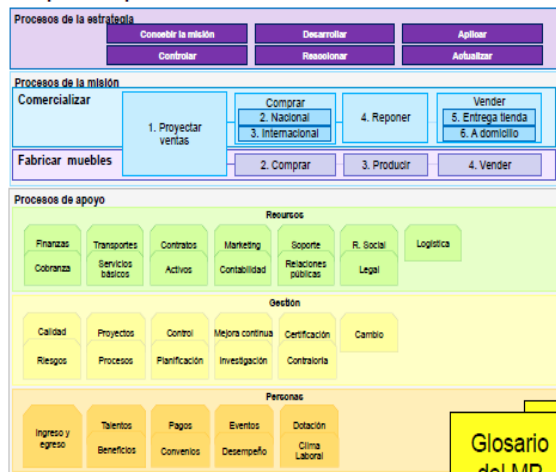 Procesos de la estrategia
Concebir la misión
Desarrollar
Aplicar
Controlar
Reaccionar
Actualizar
Procesos de la misión
Comercializar
1. Proyectar
ventas
Comprar
2. Nacional
3. Internacional
4. Reponer
Vender
5. Entrega tienda
6. A domicilio
Fabricar muebles
2. Comprar
3. Producir
4. Vender
Procesos de apoyo
Recursos
Finanzas
Transportes
Contratos
Marketing
Soporte
R. Social
Logística
Cobranza
Servicios
básicos
Activos
Contabilidad
Relaciones
públicas
Legal
Gestión
Calidad
Proyectos
Control
Mejora continua
Certificación
Cambio
Riesgos
Procesos
Planificación
Investigación
Contraloría
Personas
Ingreso y
egreso
Talentos
Pagos
Eventos
Dotación
Beneficios
Convenios
Desempeño
Clima
Laboral
Glosario
del MP